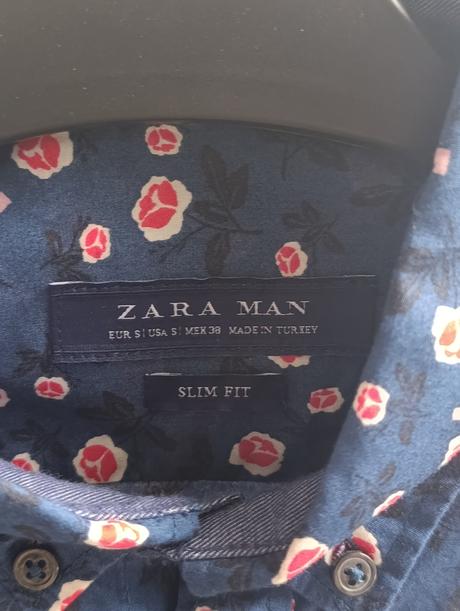 ZARA MAN
EUR S | USA S | MEX 38 MADE IN TURKEY
SLIM FIT